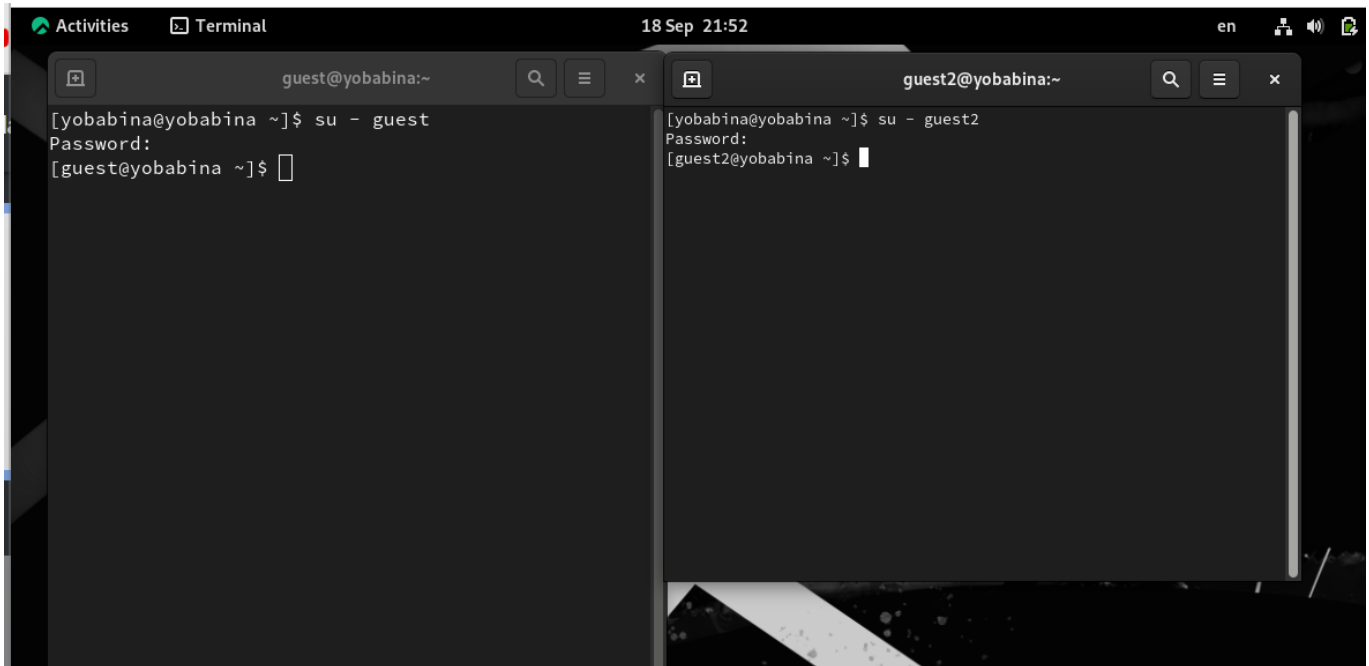 Activities Terminal 18 Sep 21:52 en
guest@yobabina:~
[yobabina@yobabina ~]$ su - guest
Password:
[guest@yobabina ~]$
guest2@yobabina:~
[yobabina@yobabina ~]$ su - guest2
Password:
[guest2@yobabina ~]$